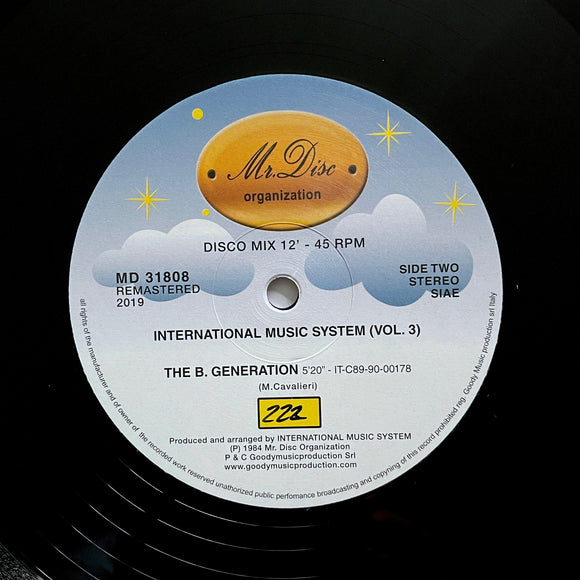 Mr. Disc
organization
DISCO MIX 12' - 45 RPM
MD 31808
REMASTERED
2019
SIDE TWO
STEREO
SIAE
INTERNATIONAL MUSIC SYSTEM (VOL. 3)
THE B. GENERATION 5'20" - IT-C89-90-00178
(M.Cavalieri)
222
Produced and arranged by INTERNATIONAL MUSIC SYSTEM
(P) 1984 Mr. Disc Organization
P & C Goodymusicproduction Srl
www.goodymusicproduction.com
all rights of the manufacturer and of owner of the recorded work reserved unathorized public perfomance broadcasting and copying of this record prohibited reg. Goody Music production srl Italy